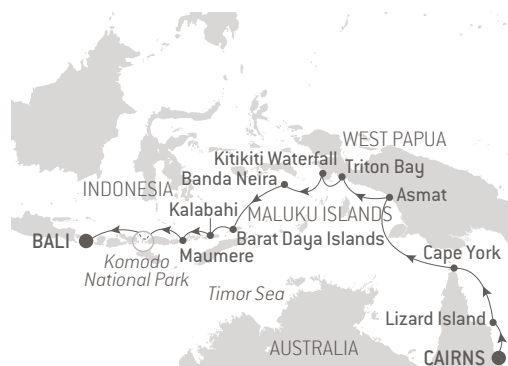 WEST PAPUA
Kitikiti Waterfall
Triton Bay
Banda Neira
INDONESIA
Asmat
Kalabahi
MALUKU ISLANDS
BALI
Barat Daya Islands
Maumere
Cape York
Komodo
National Park
Timor Sea
Lizard Island
AUSTRALIA
CAIRNS